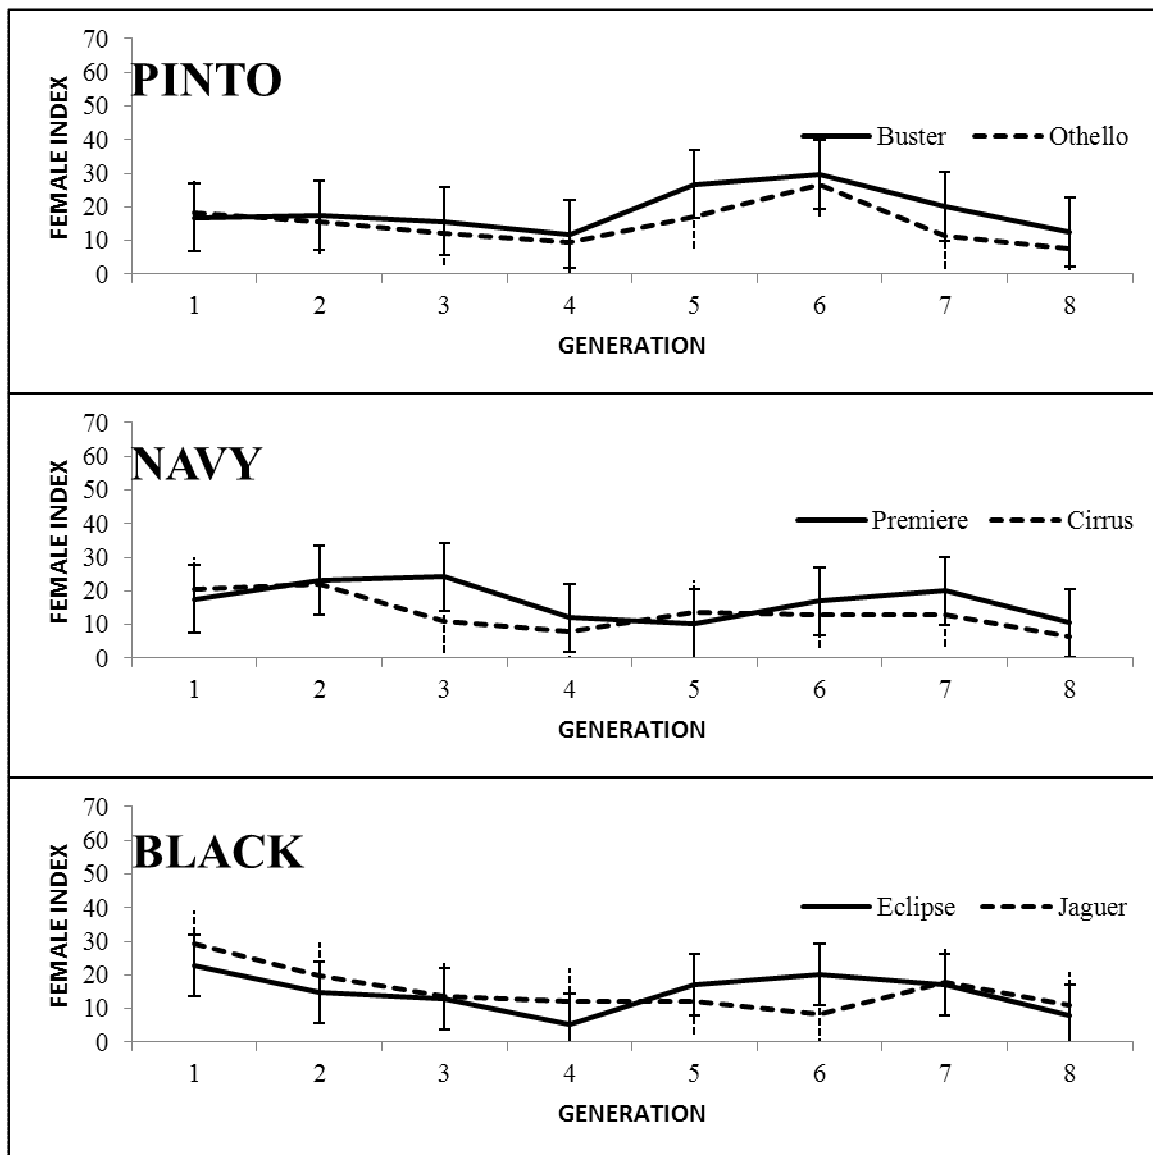 70
60
50
40
30
20
10
0
FEMALE INDEX
PINTO
Buster Othello
1 2 3 4 5 6 7 8
GENERATION
70
60
50
40
30
20
10
0
FEMALE INDEX
NAVY
Premiere Cirrus
1 2 3 4 5 6 7 8
GENERATION
70
60
50
40
30
20
10
0
FEMALE INDEX
BLACK
Eclipse Jaguer
1 2 3 4 5 6 7 8
GENERATION